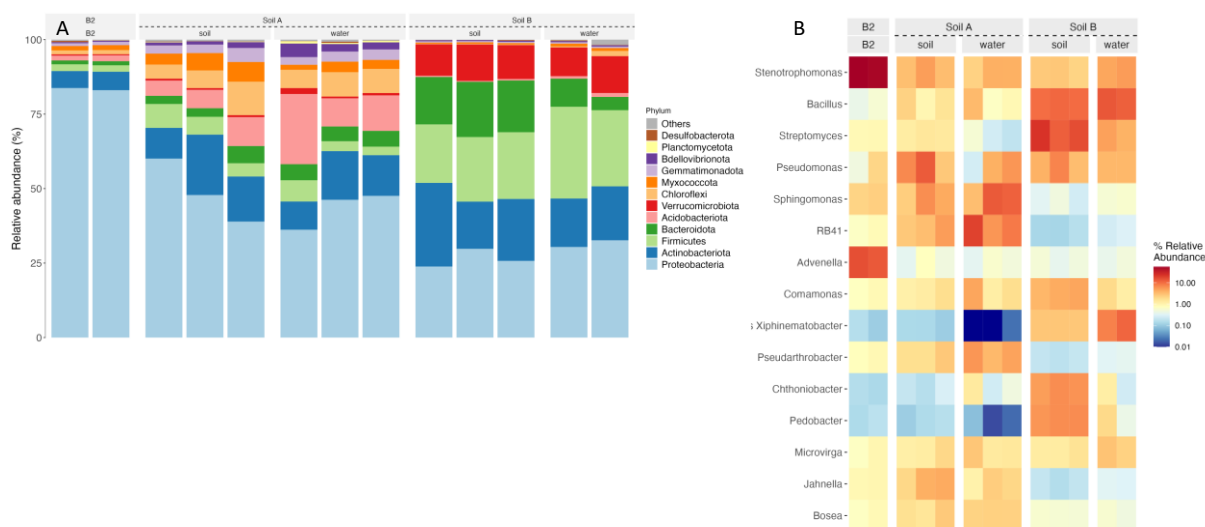 A
B2
Soil A
Soil B
B2
soil
water
soil
water
100
75
50
25
0
Relative abundance (%)
Phylum
Others
Desulfobacterota
Planctomycetota
Bdellovibrionota
Gemmatimonadota
Myxococcota
Chloroflexi
Verrucomicrobiota
Acidobacteriota
Bacteroidota
Firmicutes
Actinobacteriota
Proteobacteria
B
B2
Soil A
Soil B
B2
soil
water
soil
water
Stenotrophomonas
Bacillus
Streptomyces
Pseudomonas
Sphingomonas
RB41
Advenella
Comamonas
s Xiphinematobacter
Pseudarthrobacter
Chthoniobacter
Pedobacter
Microvirga
Jahnella
Bosea
% Relative
Abundance
10.00
1.00
0.10
0.01